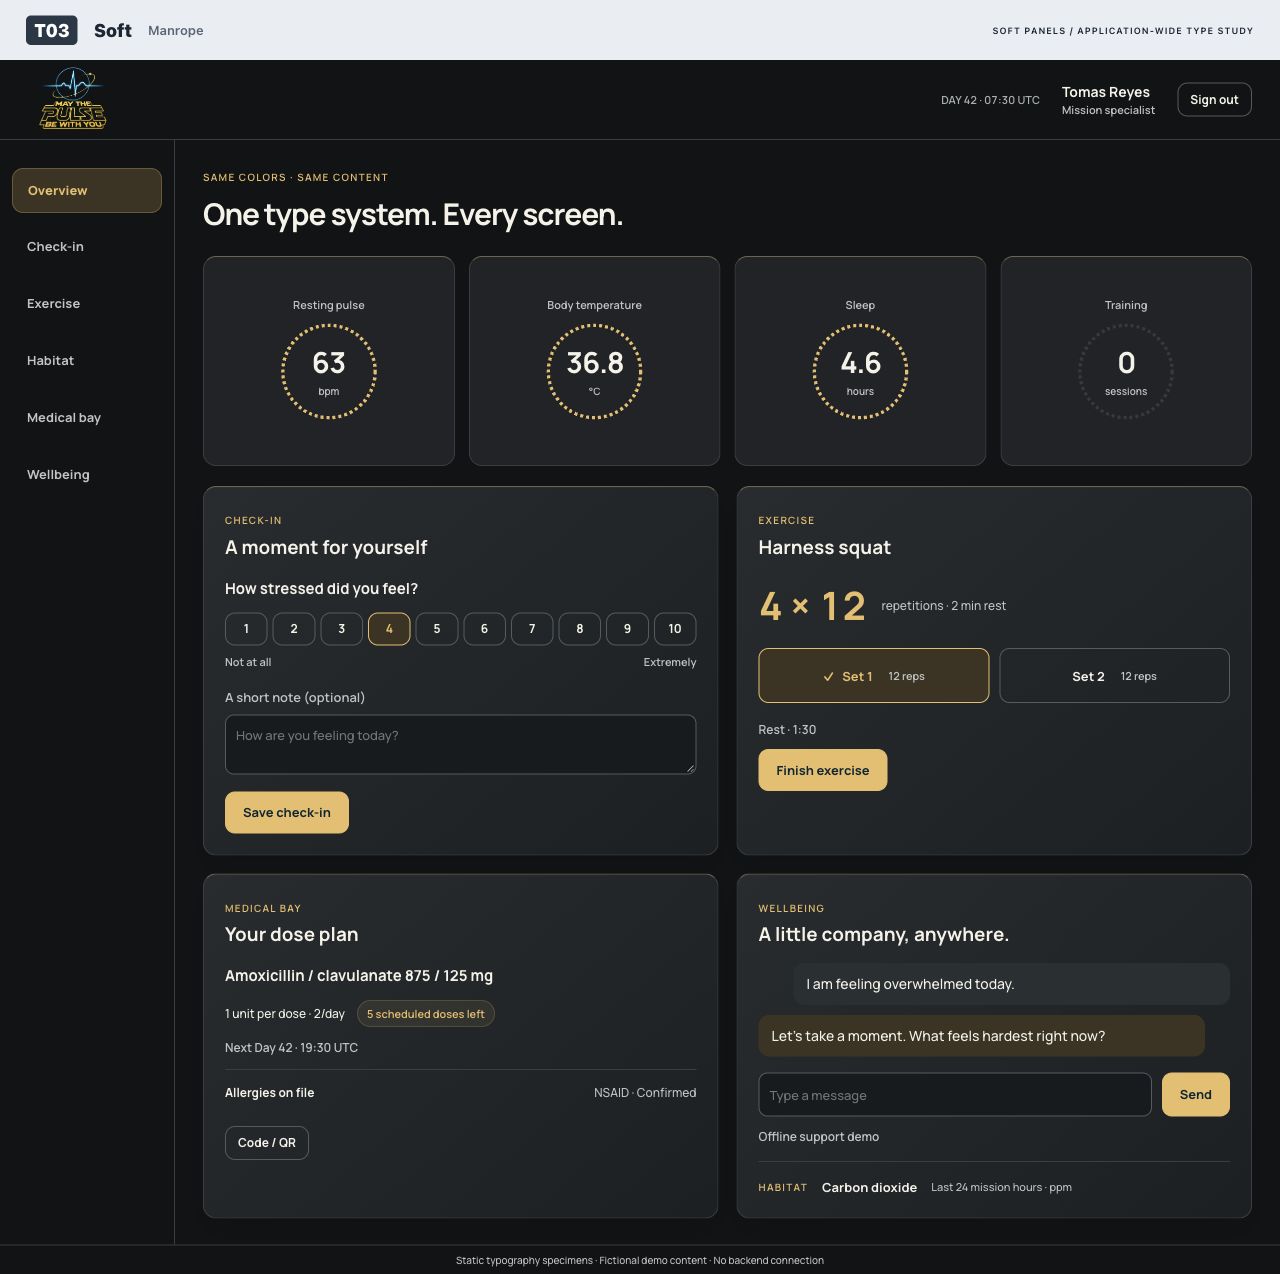 T03 Soft Manrope
SOFT PANELS / APPLICATION-WIDE TYPE STUDY
MAY THE
PULSE
BE WITH YOU
DAY 42 · 07:30 UTC
Tomas Reyes
Mission specialist
Sign out
Overview
Check-in
Exercise
Habitat
Medical bay
Wellbeing
SAME COLORS · SAME CONTENT
One type system. Every screen.
Resting pulse
63
bpm
Body temperature
36.8
°C
Sleep
4.6
hours
Training
0
sessions
CHECK-IN
A moment for yourself
How stressed did you feel?
1 2 3 4 5 6 7 8 9 10
Not at all Extremely
A short note (optional)
How are you feeling today?
Save check-in
EXERCISE
Harness squat
4 × 12 repetitions · 2 min rest
✓ Set 1 12 reps
Set 2 12 reps
Rest · 1:30
Finish exercise
MEDICAL BAY
Your dose plan
Amoxicillin / clavulanate 875 / 125 mg
1 unit per dose · 2/day 5 scheduled doses left
Next Day 42 · 19:30 UTC
Allergies on file NSAID · Confirmed
Code / QR
WELLBEING
A little company, anywhere.
I am feeling overwhelmed today.
Let's take a moment. What feels hardest right now?
Type a message
Send
Offline support demo
HABITAT Carbon dioxide Last 24 mission hours · ppm
Static typography specimens · Fictional demo content · No backend connection